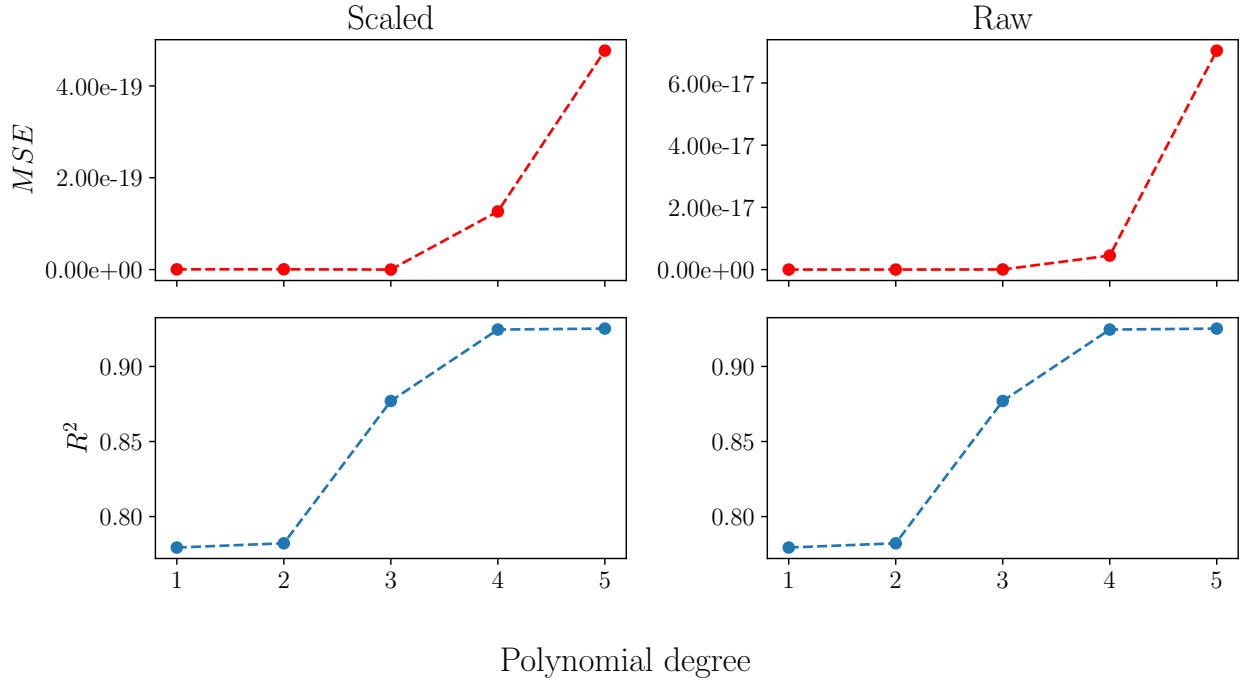 Scaled
Raw
MSE
4.00e-19
2.00e-19
0.00e+00
6.00e-17
4.00e-17
2.00e-17
0.00e+00
R²
0.90
0.85
0.80
0.90
0.85
0.80
1 2 3 4 5
1 2 3 4 5
Polynomial degree